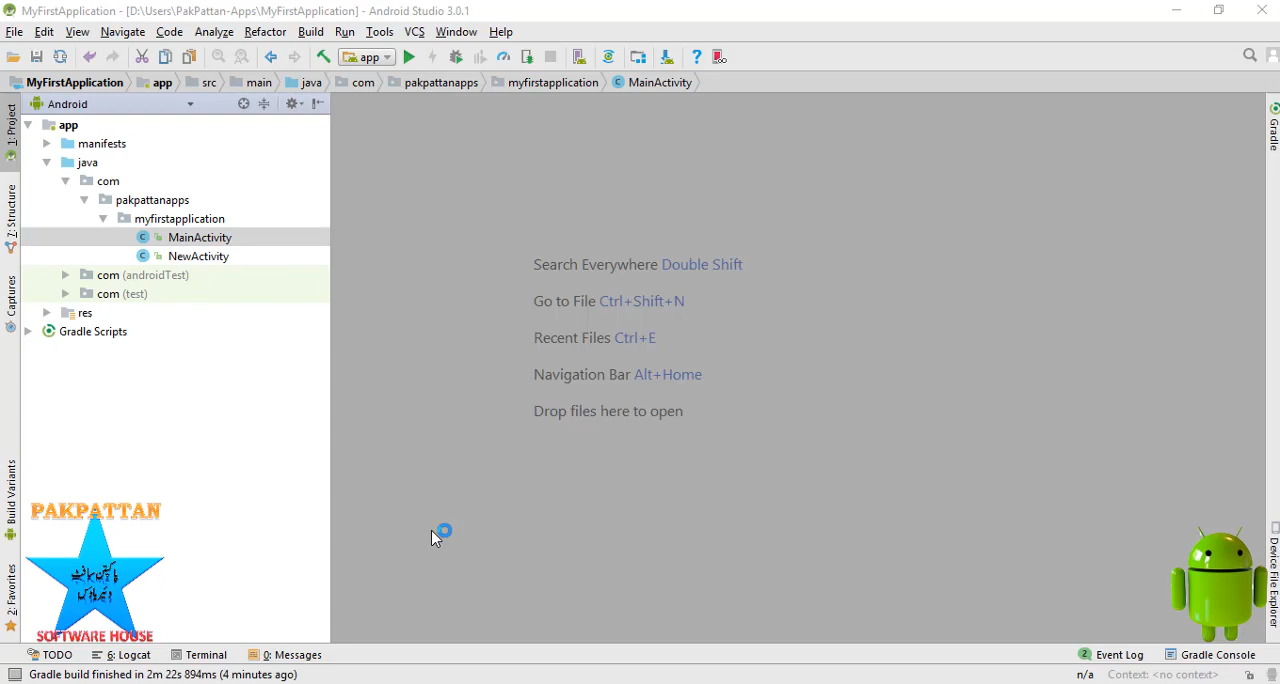 MyFirstApplication - [D:\Users\PakPattan-Apps\MyFirstApplication] - Android Studio 3.0.1
File Edit View Navigate Code Analyze Refactor Build Run Tools VCS Window Help
app
MyFirstApplication app src main java com pakpattanapps myfirstapplication MainActivity
Android
1: Project
Z: Structure
Captures
Build Variants
2: Favorites
app
manifests
java
com
pakpattanapps
myfirstapplication
MainActivity
NewActivity
com (androidTest)
com (test)
res
Gradle Scripts
Search Everywhere Double Shift
Go to File Ctrl+Shift+N
Recent Files Ctrl+E
Navigation Bar Alt+Home
Drop files here to open
Gradle
Device File Explorer
PAKPATTAN
پاکپتن سافٹ
وئیر ہاؤس
SOFTWARE HOUSE
TODO 6: Logcat Terminal 0: Messages 2 Event Log Gradle Console
Gradle build finished in 2m 22s 894ms (4 minutes ago) n/a Context: <no context>